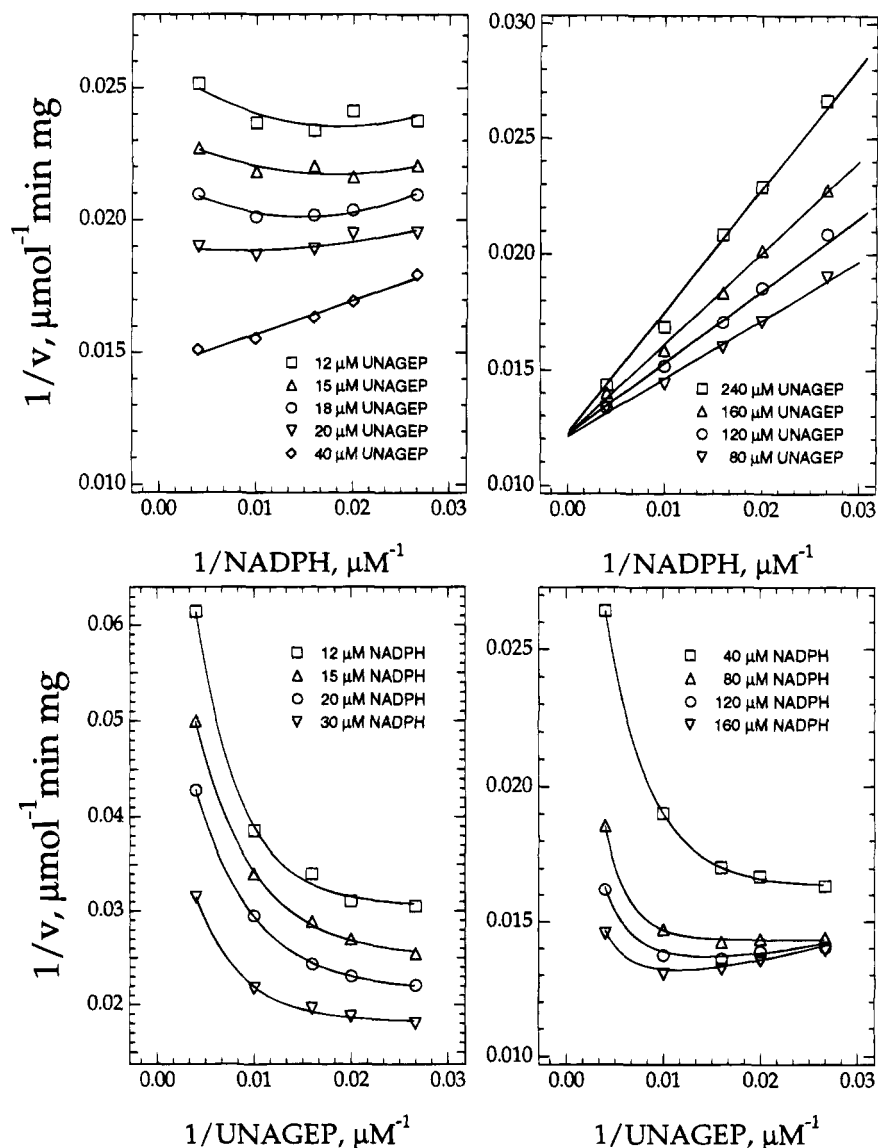 1/v, μmol⁻¹ min mg
0.025
0.020
0.015
0.010
12 μM UNAGEP
15 μM UNAGEP
18 μM UNAGEP
20 μM UNAGEP
40 μM UNAGEP
0.00 0.01 0.02 0.03
1/NADPH, μM⁻¹
0.030
0.025
0.020
0.015
0.010
240 μM UNAGEP
160 μM UNAGEP
120 μM UNAGEP
80 μM UNAGEP
0.00 0.01 0.02 0.03
1/NADPH, μM⁻¹
1/v, μmol⁻¹ min mg
0.06
0.05
0.04
0.03
0.02
12 μM NADPH
15 μM NADPH
20 μM NADPH
30 μM NADPH
0.00 0.01 0.02 0.03
1/UNAGEP, μM⁻¹
0.025
0.020
0.015
0.010
40 μM NADPH
80 μM NADPH
120 μM NADPH
160 μM NADPH
0.00 0.01 0.02 0.03
1/UNAGEP, μM⁻¹